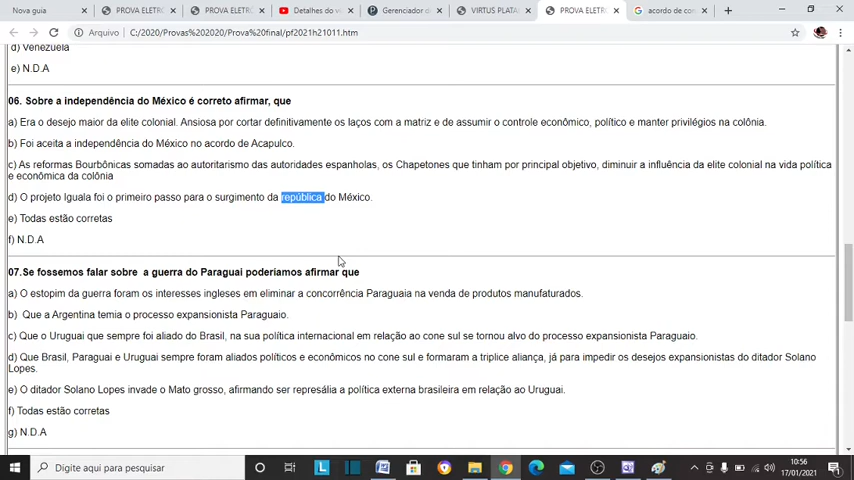 Nova guia
PROVA ELETRO
PROVA ELETRO
Detalhes do ve
Gerenciador de
VIRTUS PLATA
PROVA ELETRO
acordo de con
Arquivo | C:/2020/Provas%202020/Prova%20final/pf2021h21011.htm
d) Venezuela
e) N.D.A
06. Sobre a independência do México é correto afirmar, que
a) Era o desejo maior da elite colonial. Ansiosa por cortar definitivamente os laços com a matriz e de assumir o controle econômico, político e manter privilégios na colônia.
b) Foi aceita a independência do México no acordo de Acapulco.
c) As reformas Bourbônicas somadas ao autoritarismo das autoridades espanholas, os Chapetones que tinham por principal objetivo, diminuir a influência da elite colonial na vida política
e econômica da colônia
d) O projeto Iguala foi o primeiro passo para o surgimento da república do México.
e) Todas estão corretas
f) N.D.A
07.Se fossemos falar sobre a guerra do Paraguai poderiamos afirmar que
a) O estopim da guerra foram os interesses ingleses em eliminar a concorrência Paraguaia na venda de produtos manufaturados.
b) Que a Argentina temia o processo expansionista Paraguaio.
c) Que o Uruguai que sempre foi aliado do Brasil, na sua política internacional em relação ao cone sul se tornou alvo do processo expansionista Paraguaio.
d) Que Brasil, Paraguai e Uruguai sempre foram aliados políticos e econômicos no cone sul e formaram a triplice aliança, já para impedir os desejos expansionistas do ditador Solano
Lopes.
e) O ditador Solano Lopes invade o Mato grosso, afirmando ser represália a política externa brasileira em relação ao Uruguai.
f) Todas estão corretas
g) N.D.A
Digite aqui para pesquisar
10:56
17/01/2021